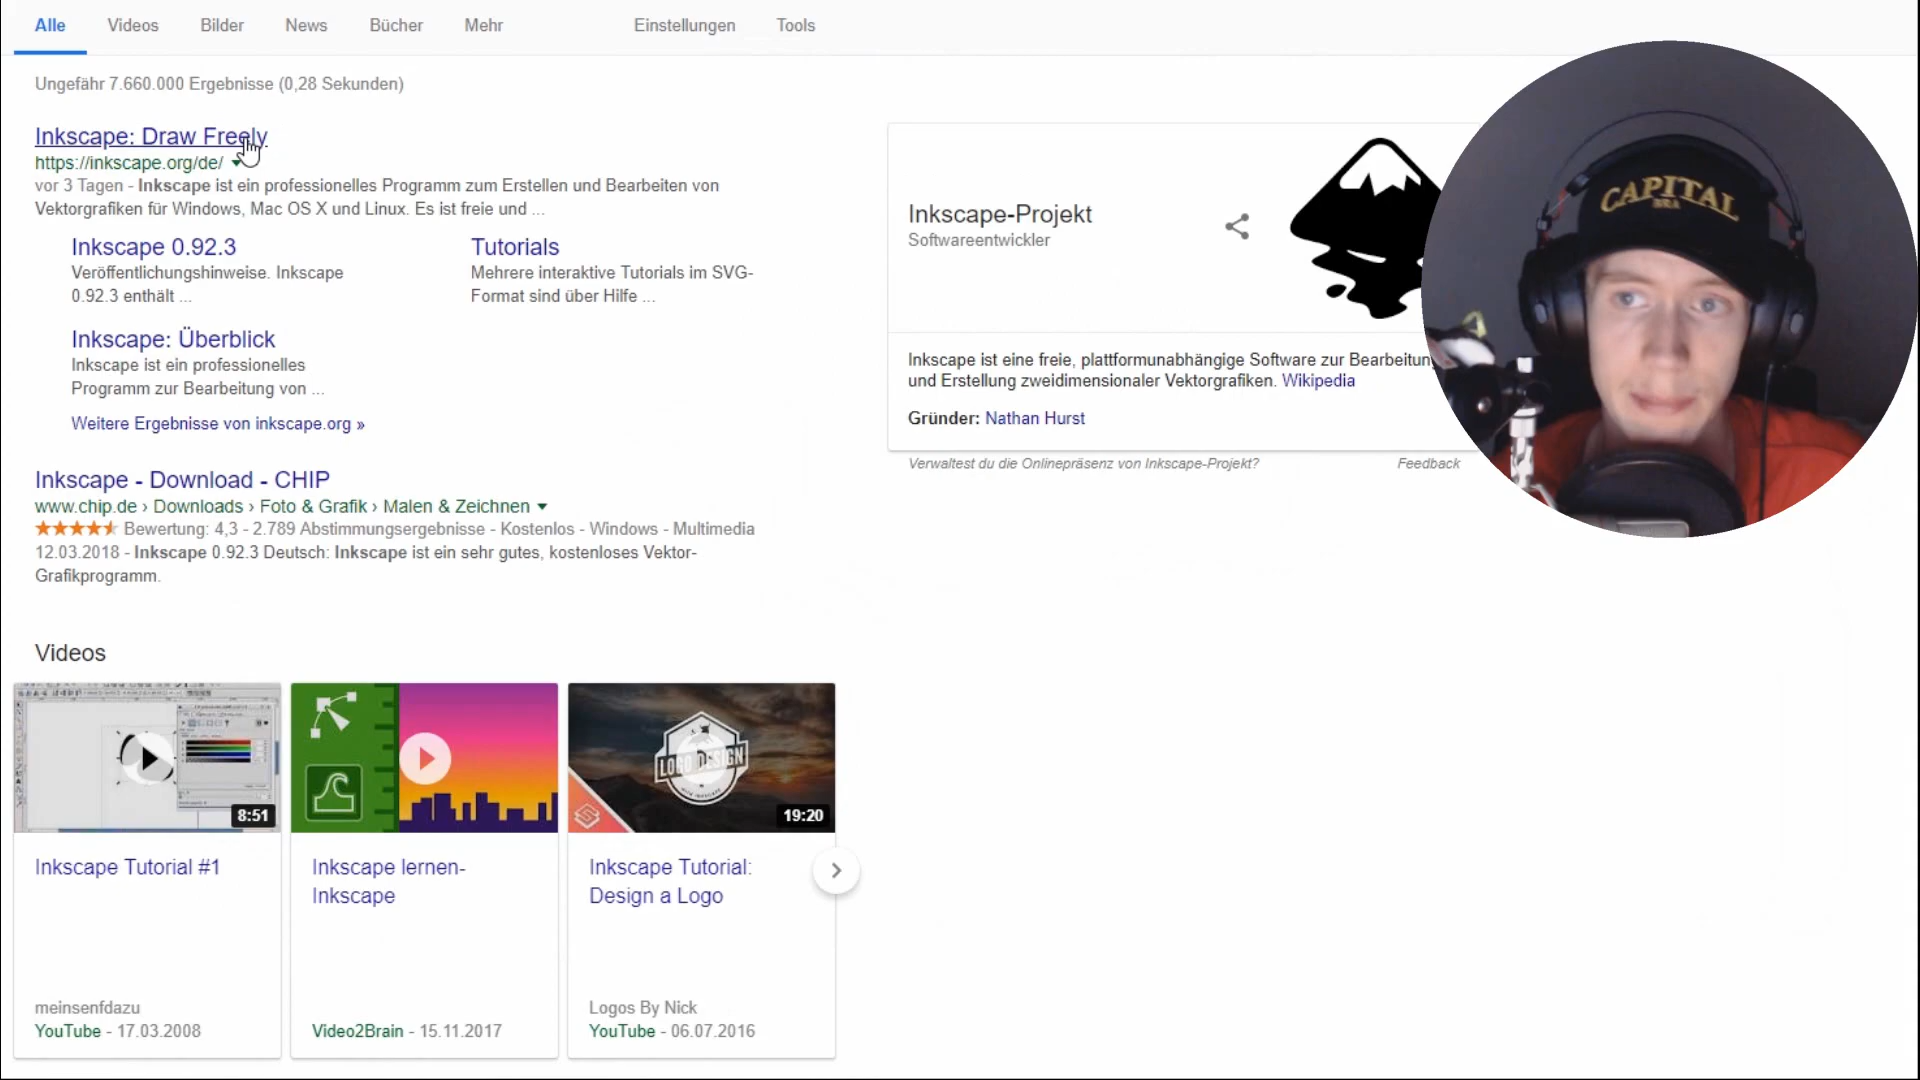 Alle Videos Bilder News Bücher Mehr Einstellungen Tools
Ungefähr 7.660.000 Ergebnisse (0,28 Sekunden)
Inkscape: Draw Freely
https://inkscape.org/de/
vor 3 Tagen - Inkscape ist ein professionelles Programm zum Erstellen und Bearbeiten von
Vektorgrafiken für Windows, Mac OS X und Linux. Es ist freie und ...
Inkscape 0.92.3
Veröffentlichungshinweise. Inkscape
0.92.3 enthält ...
Tutorials
Mehrere interaktive Tutorials im SVG-
Format sind über Hilfe ...
Inkscape: Überblick
Inkscape ist ein professionelles
Programm zur Bearbeitung von ...
Weitere Ergebnisse von inkscape.org »
Inkscape - Download - CHIP
www.chip.de › Downloads › Foto & Grafik › Malen & Zeichnen
Bewertung: 4,3 - 2.789 Abstimmungsergebnisse - Kostenlos - Windows - Multimedia
12.03.2018 - Inkscape 0.92.3 Deutsch: Inkscape ist ein sehr gutes, kostenloses Vektor-
Grafikprogramm.
Inkscape-Projekt
Softwareentwickler
Inkscape ist eine freie, plattformunabhängige Software zur Bearbeitung
und Erstellung zweidimensionaler Vektorgrafiken. Wikipedia
Gründer: Nathan Hurst
Verwaltest du die Onlinepräsenz von Inkscape-Projekt? Feedback
CAPITAL
BRA
Videos
8:51
Inkscape Tutorial #1
meinsenfdazu
YouTube - 17.03.2008
Inkscape lernen-
Inkscape
Video2Brain - 15.11.2017
LOGO DESIGN
19:20
Inkscape Tutorial:
Design a Logo
Logos By Nick
YouTube - 06.07.2016